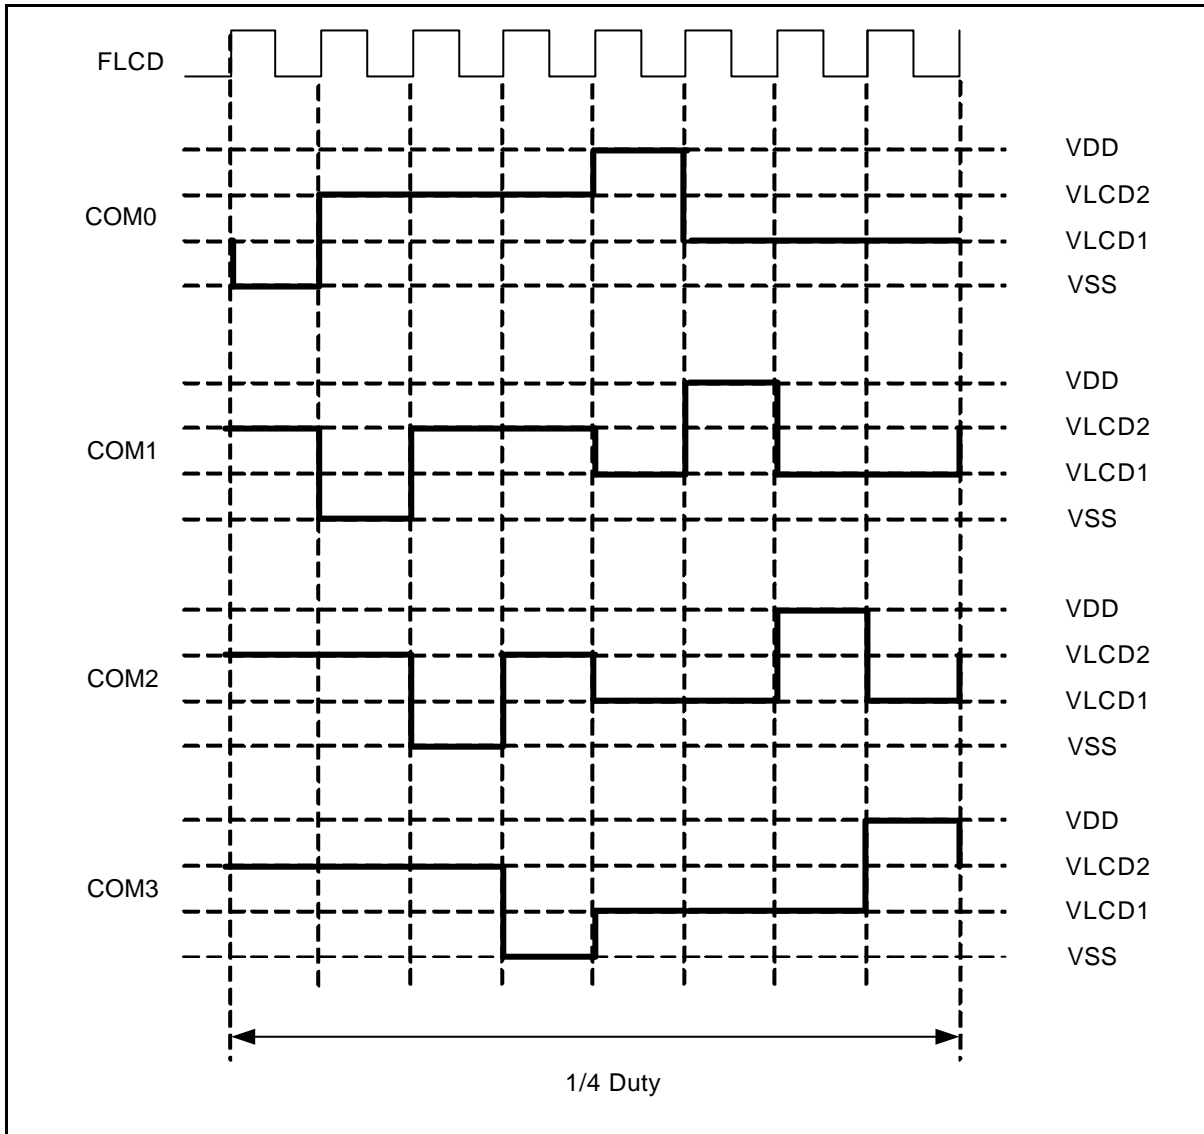 FLCD
VDD
VLCD2
COM0
VLCD1
VSS
VDD
VLCD2
COM1
VLCD1
VSS
VDD
VLCD2
COM2
VLCD1
VSS
VDD
VLCD2
COM3
VLCD1
VSS
1/4 Duty